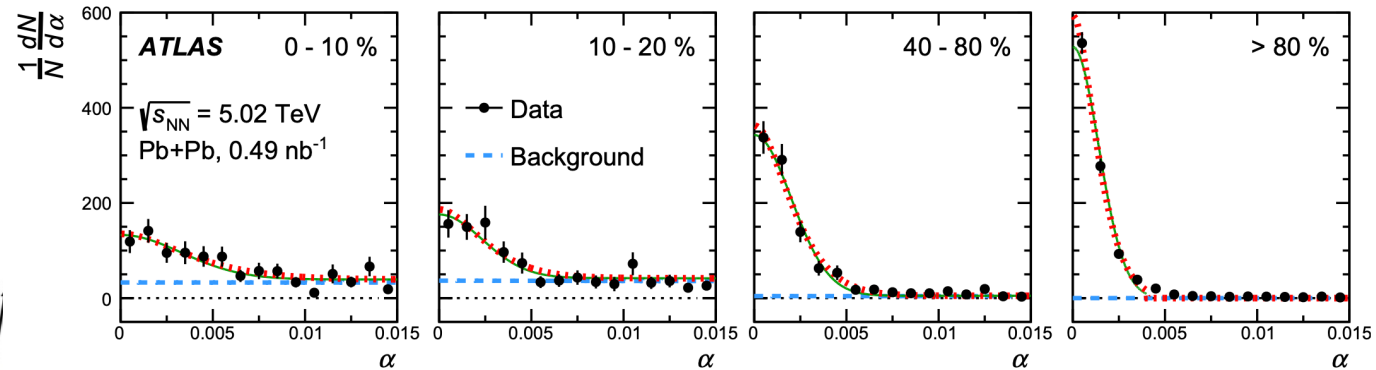 1/N dN/dα
600
400
200
0
ATLAS 0 - 10 %
√sNN = 5.02 TeV
Pb+Pb, 0.49 nb-1
0 0.005 0.01 0.015
α
10 - 20 %
Data
Background
0 0.005 0.01 0.015
α
40 - 80 %
0 0.005 0.01 0.015
α
> 80 %
0 0.005 0.01 0.015
α